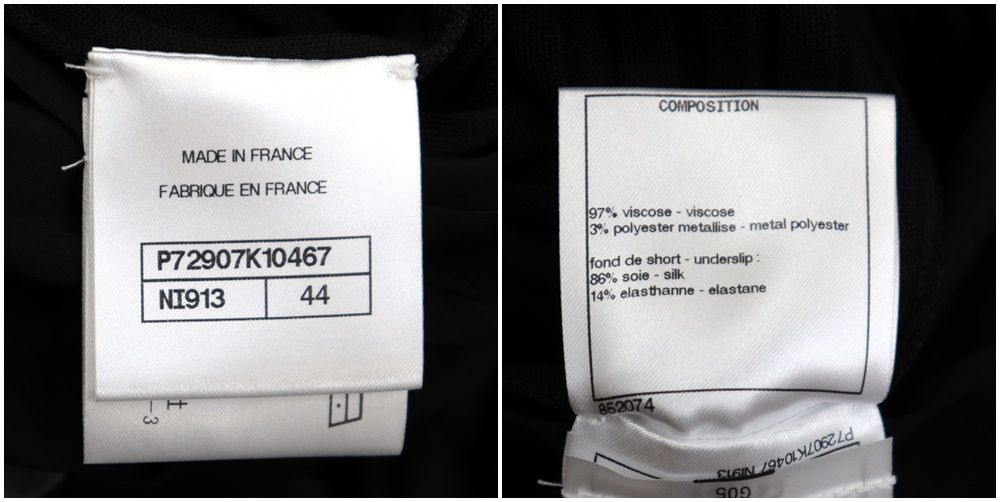 MADE IN FRANCE
FABRIQUE EN FRANCE
P72907K10467
NI913 44
COMPOSITION
97% viscose - viscose
3% polyester metallise - metal polyester
fond de short - underslip :
86% soie - silk
14% elasthanne - elastane
862074
P72907K10467 NI913
G05